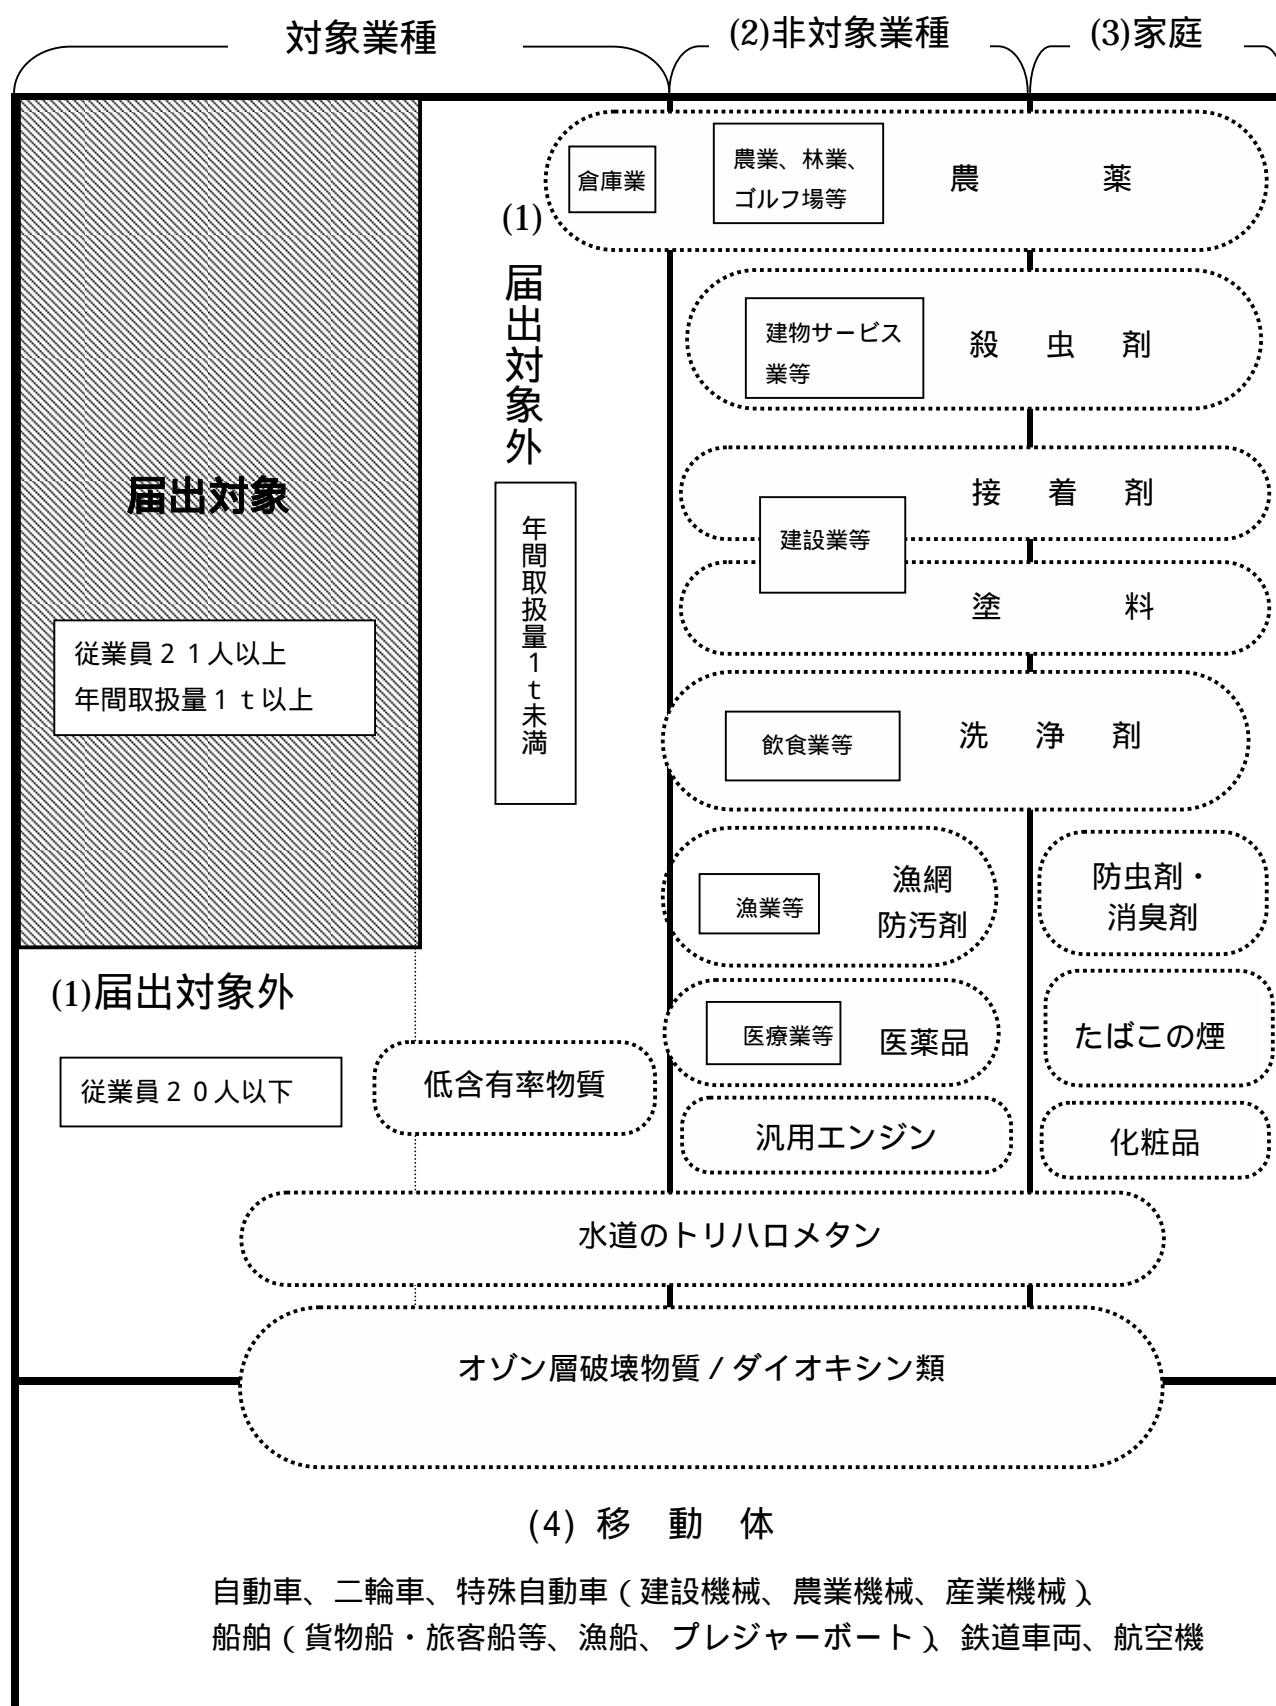 対象業種
(2)非対象業種
(3)家庭
倉庫業
農業、林業、
ゴルフ場等
農　　薬
(1)
届出対象外
建物サービス
業等
殺　虫　剤
接　着　剤
建設業等
塗　　料
届出対象
従業員２１人以上
年間取扱量１ｔ以上
年間取扱量1ｔ未満
飲食業等
洗　浄　剤
漁業等
漁網
防汚剤
防虫剤・
消臭剤
(1)届出対象外
医療業等
医薬品
たばこの煙
従業員２０人以下
低含有率物質
汎用エンジン
化粧品
水道のトリハロメタン
オゾン層破壊物質/ダイオキシン類
(4) 移　動　体
自動車、二輪車、特殊自動車（建設機械、農業機械、産業機械）、
船舶（貨物船・旅客船等、漁船、プレジャーボート）、鉄道車両、航空機